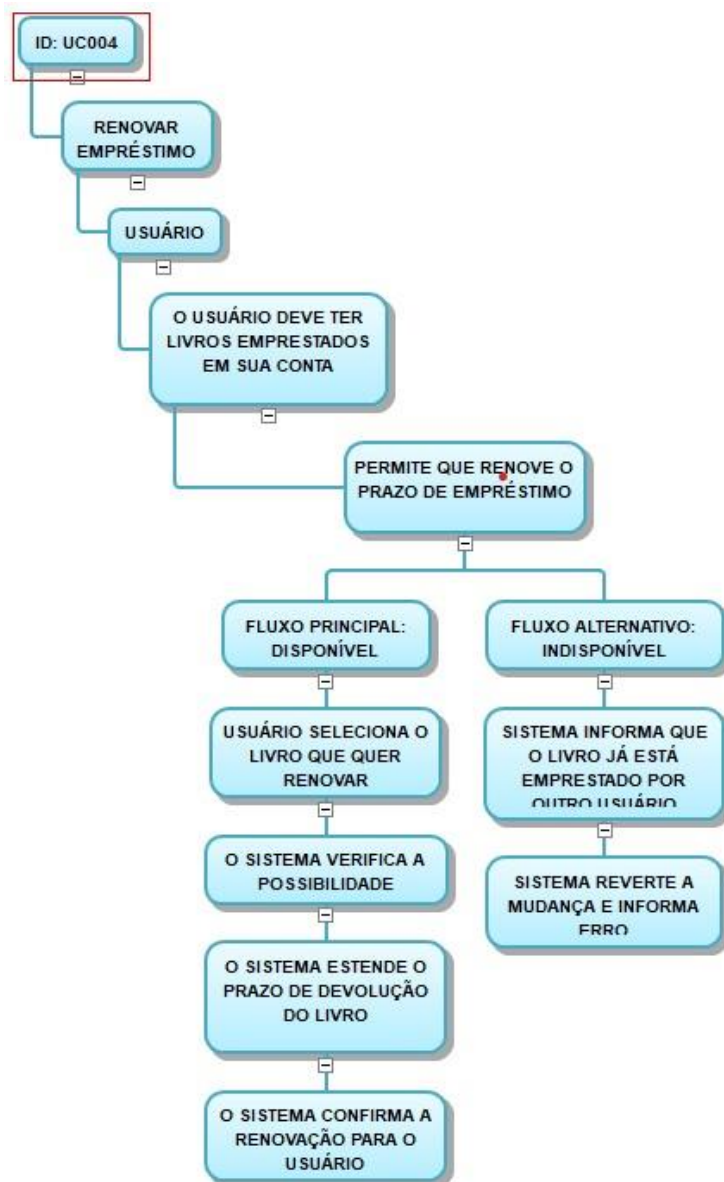 ID: UC004
RENOVAR
EMPRÉSTIMO
USUÁRIO
O USUÁRIO DEVE TER
LIVROS EMPRESTADOS
EM SUA CONTA
PERMITE QUE RENOVE O
PRAZO DE EMPRÉSTIMO
FLUXO PRINCIPAL:
DISPONÍVEL
USUÁRIO SELECIONA O
LIVRO QUE QUER
RENOVAR
O SISTEMA VERIFICA A
POSSIBILIDADE
O SISTEMA ESTENDE O
PRAZO DE DEVOLUÇÃO
DO LIVRO
O SISTEMA CONFIRMA A
RENOVAÇÃO PARA O
USUÁRIO
FLUXO ALTERNATIVO:
INDISPONÍVEL
SISTEMA INFORMA QUE
O LIVRO JÁ ESTÁ
EMPRESTADO POR
OUTRO USUÁRIO
SISTEMA REVERTE A
MUDANÇA E INFORMA
ERRO